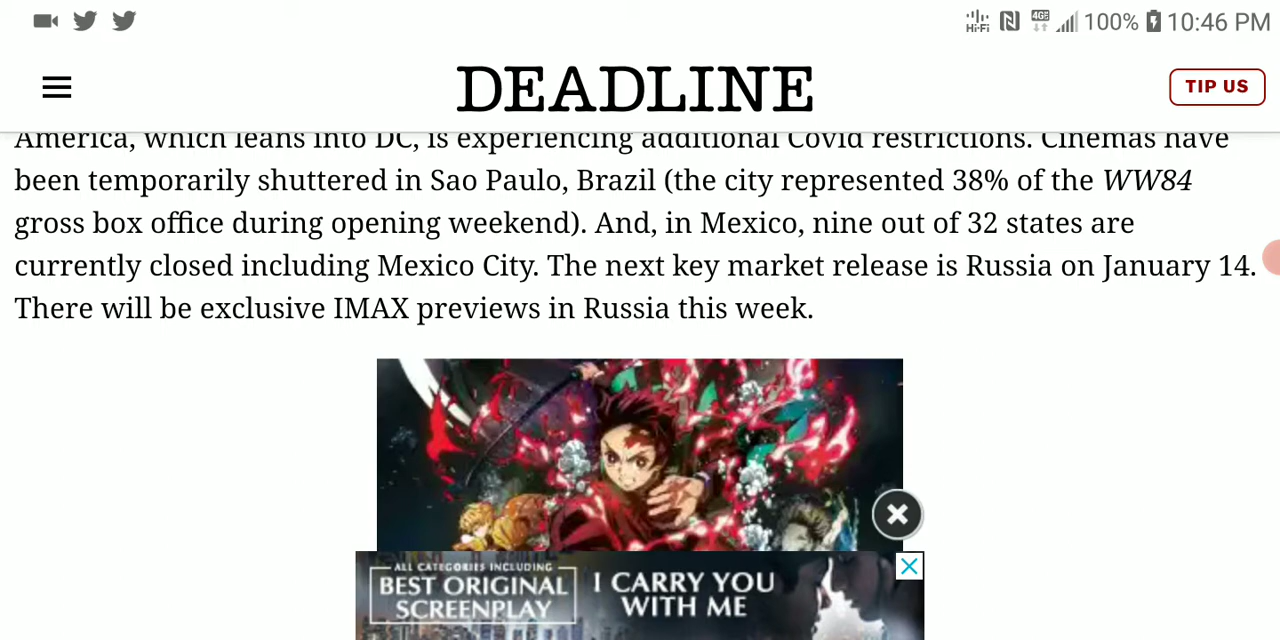 Hi-Fi 4GE 100% 10:46 PM
DEADLINE
TIP US
America, which leans into DC, is experiencing additional Covid restrictions. Cinemas have
been temporarily shuttered in Sao Paulo, Brazil (the city represented 38% of the WW84
gross box office during opening weekend). And, in Mexico, nine out of 32 states are
currently closed including Mexico City. The next key market release is Russia on January 14.
There will be exclusive IMAX previews in Russia this week.
ALL CATEGORIES INCLUDING
BEST ORIGINAL
SCREENPLAY
I CARRY YOU
WITH ME